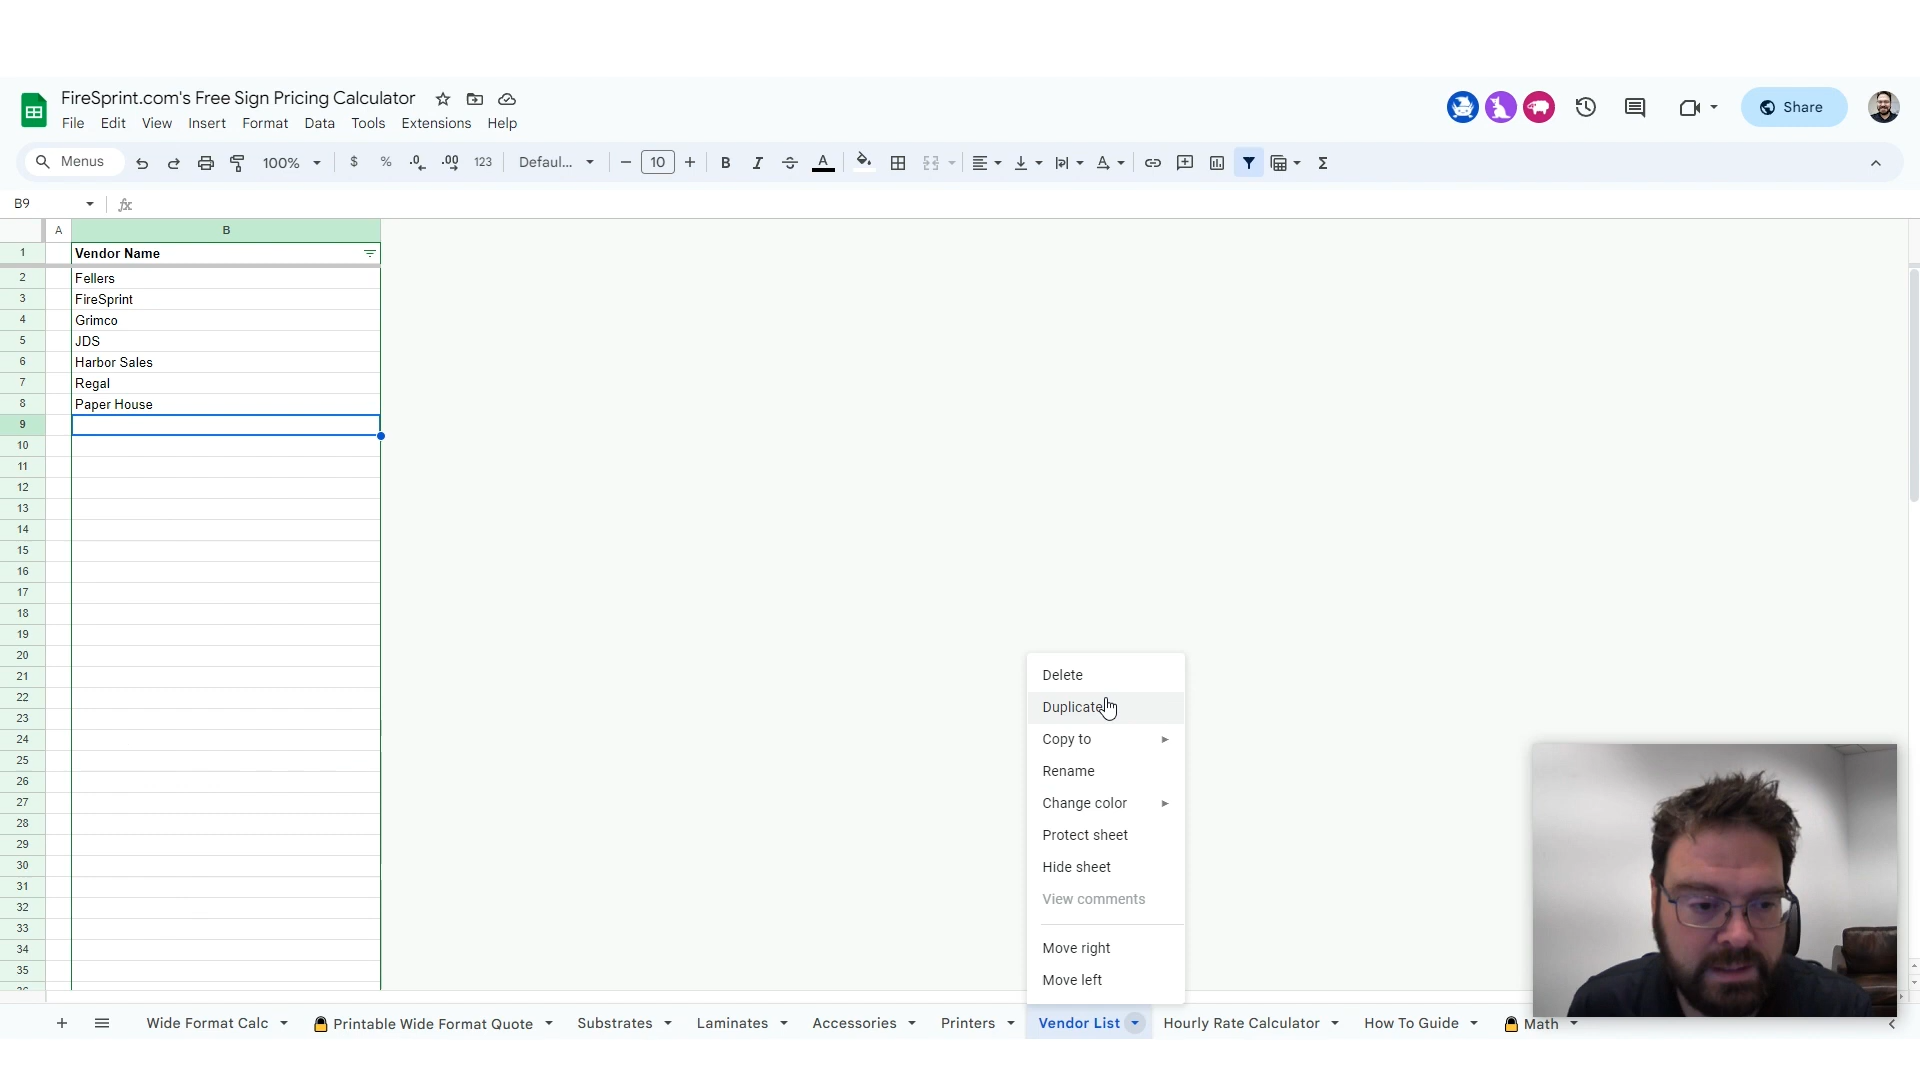 FireSprint.com's Free Sign Pricing Calculator
File Edit View Insert Format Data Tools Extensions Help
Share
Menus 100% $ % .0 .00 123 Defaul... 10 B I S A
B9 fx
A B
1 Vendor Name
2 Fellers
3 FireSprint
4 Grimco
5 JDS
6 Harbor Sales
7 Regal
8 Paper House
9
10
11
12
13
14
15
16
17
18
19
20
21
22
23
24
25
26
27
28
29
30
31
32
33
34
35
Delete
Duplicate
Copy to
Rename
Change color
Protect sheet
Hide sheet
View comments
Move right
Move left
Wide Format Calc Printable Wide Format Quote Substrates Laminates Accessories Printers Vendor List Hourly Rate Calculator How To Guide Math